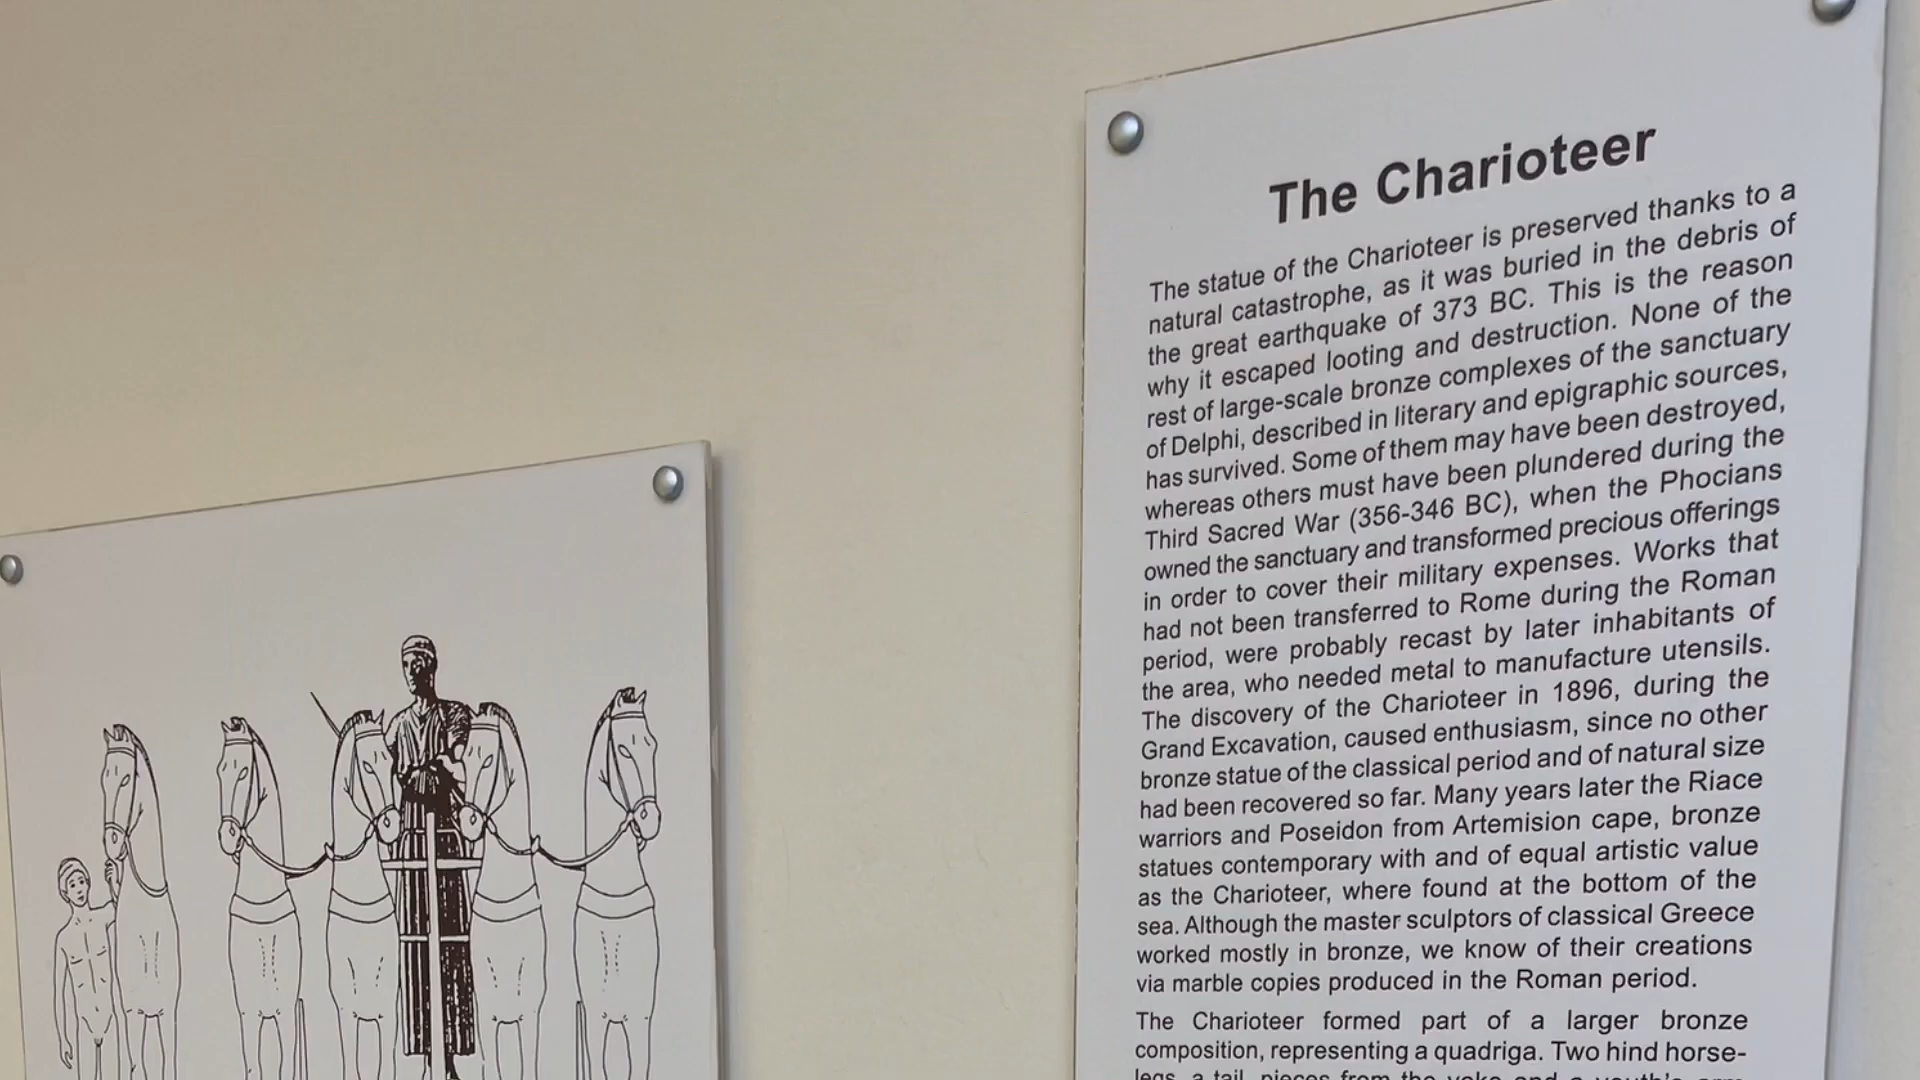 The Charioteer
The statue of the Charioteer is preserved thanks to a
natural catastrophe, as it was buried in the debris of
the great earthquake of 373 BC. This is the reason
why it escaped looting and destruction. None of the
rest of large-scale bronze complexes of the sanctuary
of Delphi, described in literary and epigraphic sources,
has survived. Some of them may have been destroyed,
whereas others must have been plundered during the
Third Sacred War (356-346 BC), when the Phocians
owned the sanctuary and transformed precious offerings
in order to cover their military expenses. Works that
had not been transferred to Rome during the Roman
period, were probably recast by later inhabitants of
the area, who needed metal to manufacture utensils.
The discovery of the Charioteer in 1896, during the
Grand Excavation, caused enthusiasm, since no other
bronze statue of the classical period and of natural size
had been recovered so far. Many years later the Riace
warriors and Poseidon from Artemision cape, bronze
statues contemporary with and of equal artistic value
as the Charioteer, where found at the bottom of the
sea. Although the master sculptors of classical Greece
worked mostly in bronze, we know of their creations
via marble copies produced in the Roman period.
The Charioteer formed part of a larger bronze
composition, representing a quadriga. Two hind horse-
legs, a tail, pieces from the yoke and a youth's arm